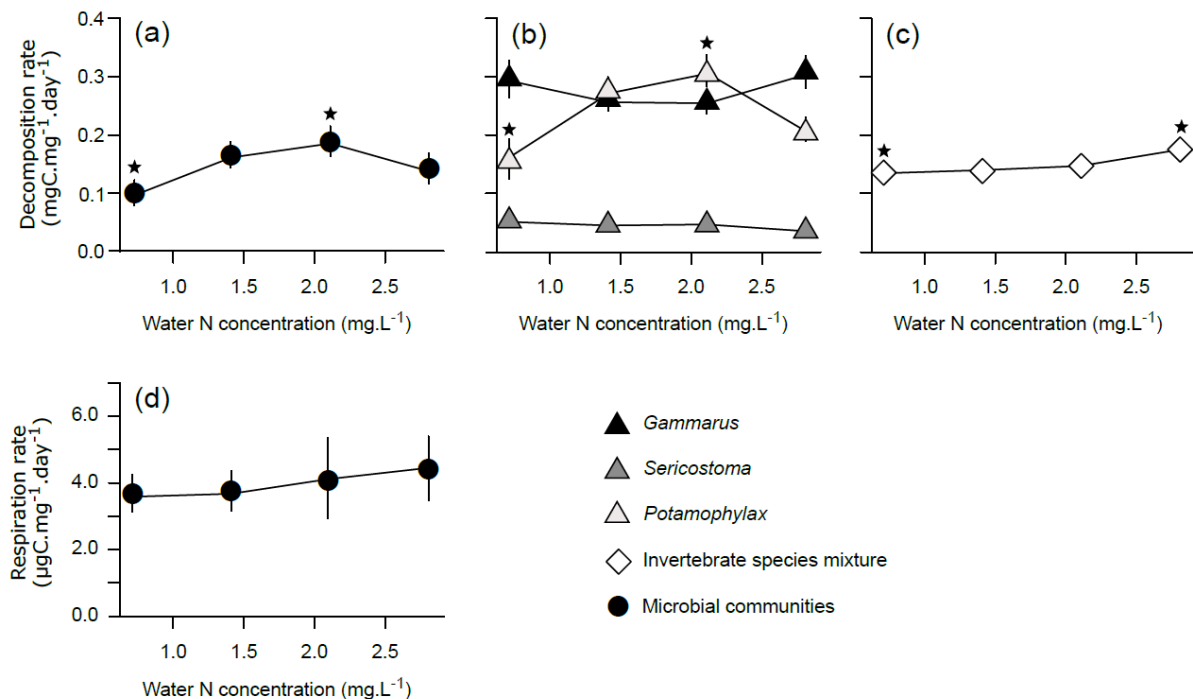 (a)
(b)
(c)
0.4
0.3
0.2
0.1
0.0
Decomposition rate
(mgC.mg⁻¹.day⁻¹)
1.0 1.5 2.0 2.5
1.0 1.5 2.0 2.5
1.0 1.5 2.0 2.5
Water N concentration (mg.L⁻¹)
Water N concentration (mg.L⁻¹)
Water N concentration (mg.L⁻¹)
(d)
6.0
4.0
2.0
0.0
Respiration rate
(µgC.mg⁻¹.day⁻¹)
1.0 1.5 2.0 2.5
Water N concentration (mg.L⁻¹)
Gammarus
Sericostoma
Potamophylax
Invertebrate species mixture
Microbial communities